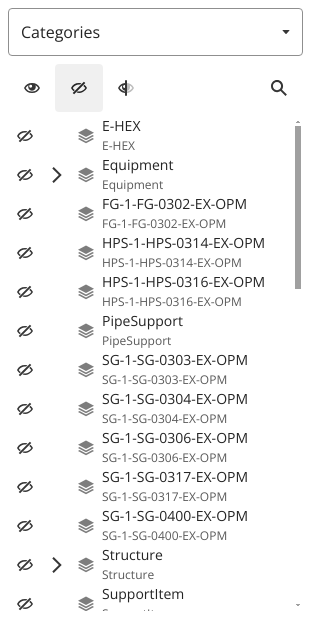 Categories
E-HEX
E-HEX
Equipment
Equipment
FG-1-FG-0302-EX-OPM
FG-1-FG-0302-EX-OPM
HPS-1-HPS-0314-EX-OPM
HPS-1-HPS-0314-EX-OPM
HPS-1-HPS-0316-EX-OPM
HPS-1-HPS-0316-EX-OPM
PipeSupport
PipeSupport
SG-1-SG-0303-EX-OPM
SG-1-SG-0303-EX-OPM
SG-1-SG-0304-EX-OPM
SG-1-SG-0304-EX-OPM
SG-1-SG-0306-EX-OPM
SG-1-SG-0306-EX-OPM
SG-1-SG-0317-EX-OPM
SG-1-SG-0317-EX-OPM
SG-1-SG-0400-EX-OPM
SG-1-SG-0400-EX-OPM
Structure
Structure
SupportItem